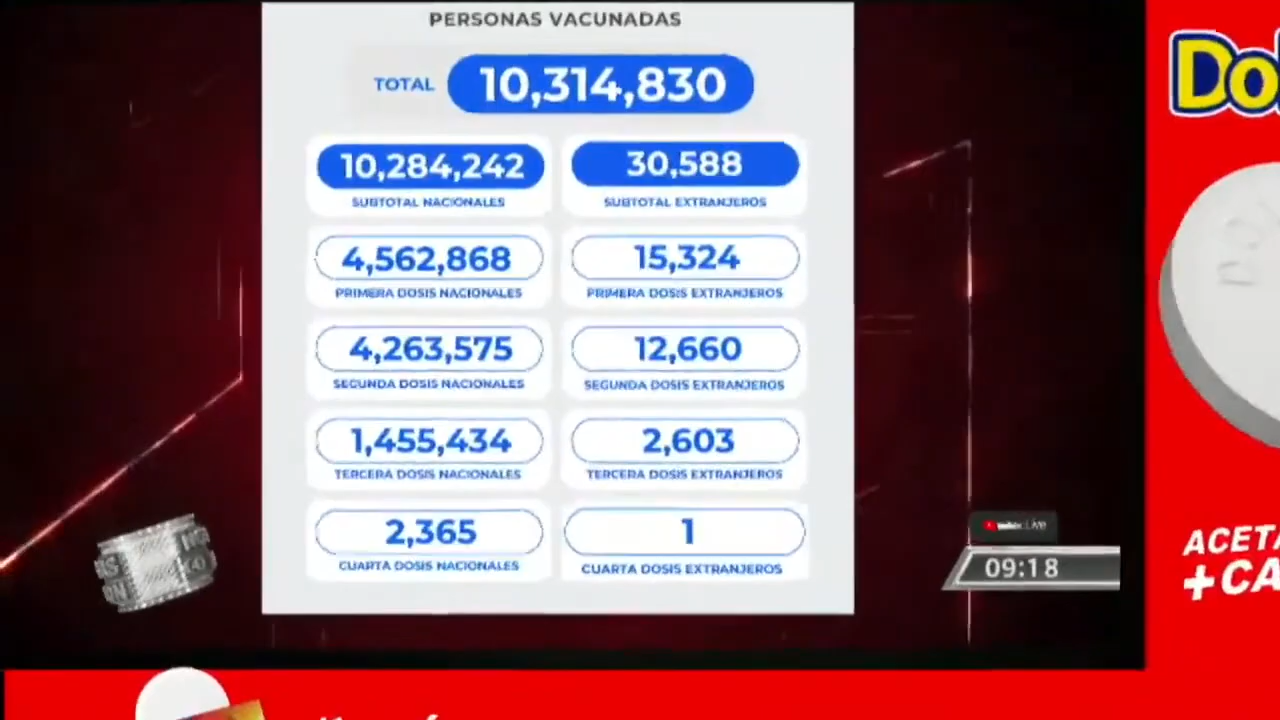 PERSONAS VACUNADAS
TOTAL 10,314,830
10,284,242 30,588
SUBTOTAL NACIONALES SUBTOTAL EXTRANJEROS
4,562,868 15,324
PRIMERA DOSIS NACIONALES PRIMERA DOSIS EXTRANJEROS
4,263,575 12,660
SEGUNDA DOSIS NACIONALES SEGUNDA DOSIS EXTRANJEROS
1,455,434 2,603
TERCERA DOSIS NACIONALES TERCERA DOSIS EXTRANJEROS
2,365 1
CUARTA DOSIS NACIONALES CUARTA DOSIS EXTRANJEROS
Live
09:18
Do
ACETA
+CA